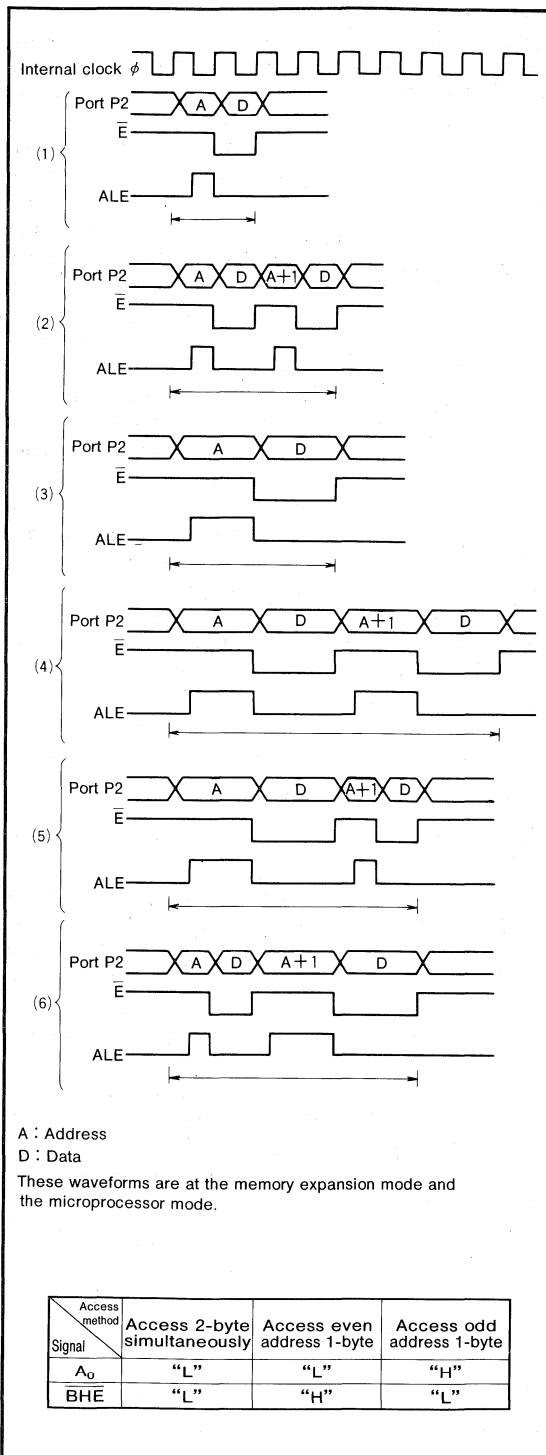 Internal clock ϕ
Port P2 A D
E̅
(1)
ALE
Port P2 A D A+1 D
E̅
(2)
ALE
Port P2 A D
E̅
(3)
ALE
Port P2 A D A+1 D
E̅
(4)
ALE
Port P2 A D A+1 D
E̅
(5)
ALE
Port P2 A D A+1 D
E̅
(6)
ALE
A : Address
D : Data
These waveforms are at the memory expansion mode and
the microprocessor mode.
Access method Signal | Access 2-byte simultaneously | Access even address 1-byte | Access odd address 1-byte
A₀ | “L” | “L” | “H”
B̅H̅E̅ | “L” | “H” | “L”